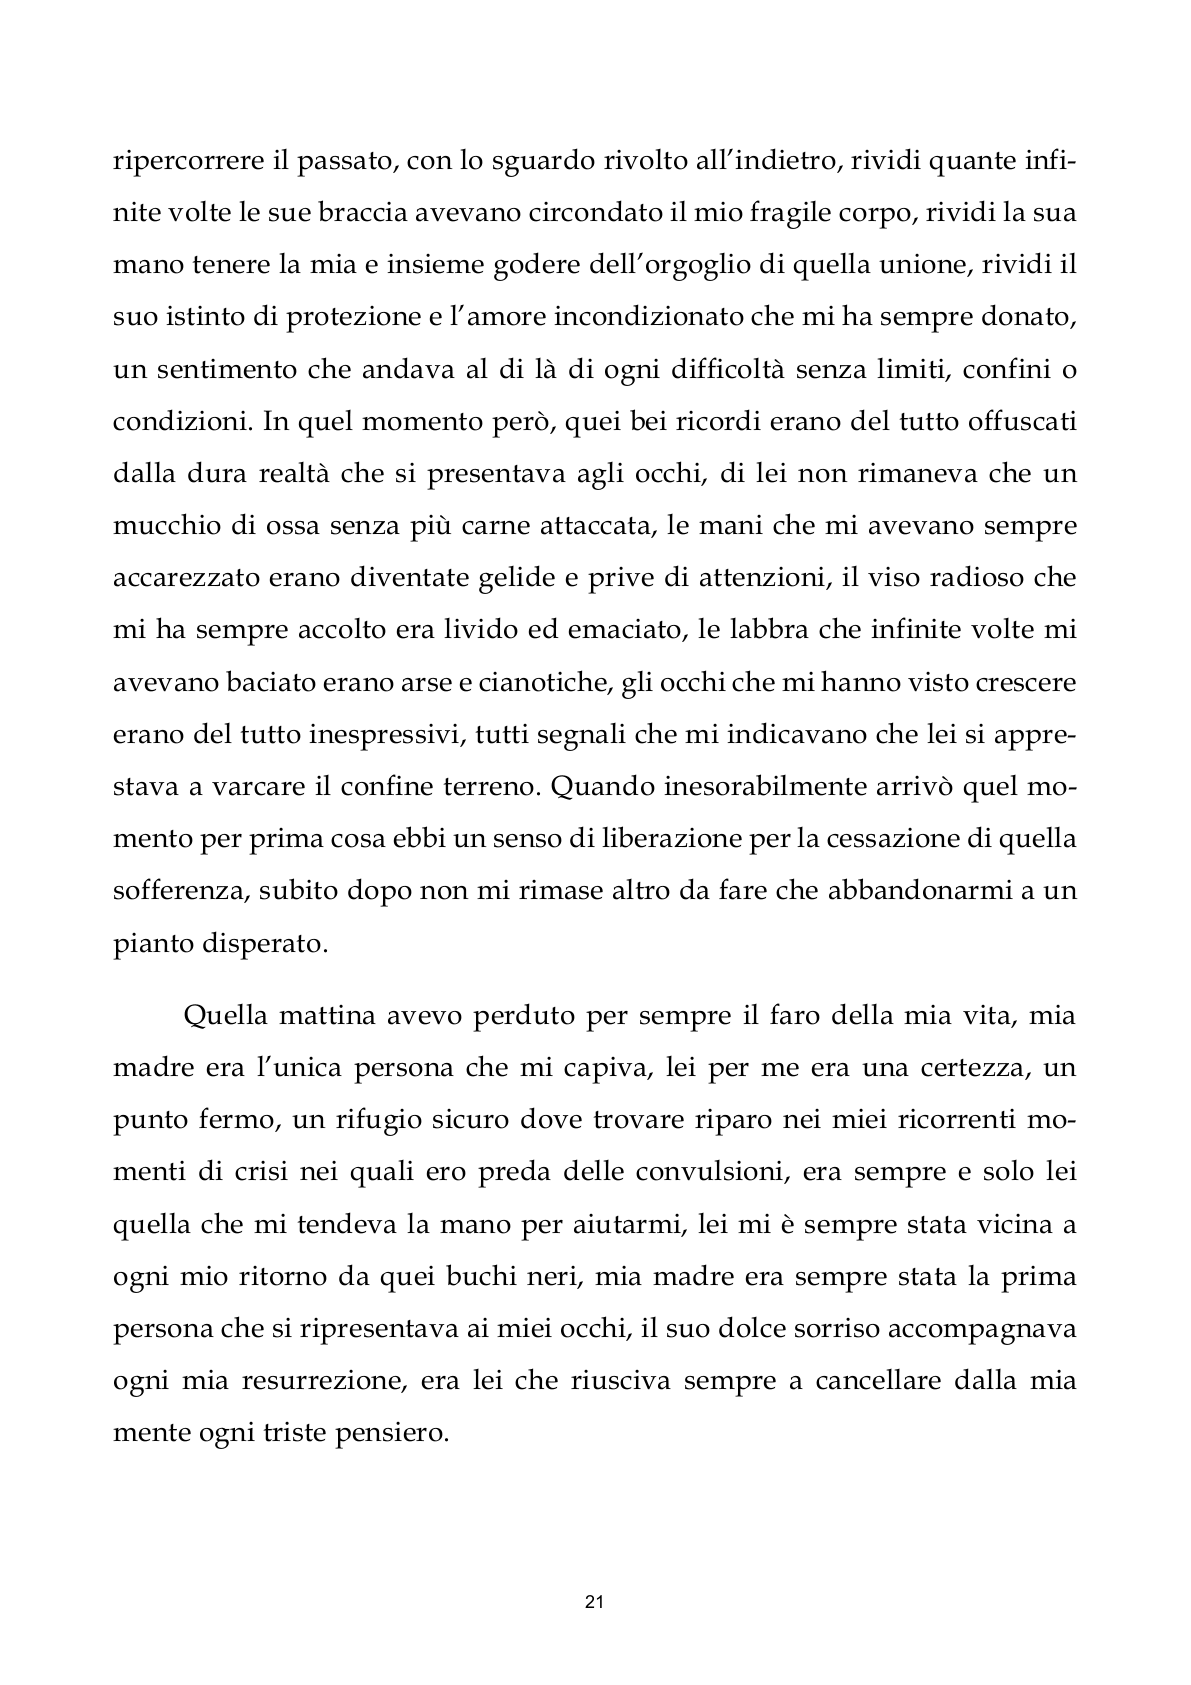 ripercorrere il passato, con lo sguardo rivolto all’indietro, rividi quante infi-
nite volte le sue braccia avevano circondato il mio fragile corpo, rividi la sua
mano tenere la mia e insieme godere dell’orgoglio di quella unione, rividi il
suo istinto di protezione e l’amore incondizionato che mi ha sempre donato,
un sentimento che andava al di là di ogni difficoltà senza limiti, confini o
condizioni. In quel momento però, quei bei ricordi erano del tutto offuscati
dalla dura realtà che si presentava agli occhi, di lei non rimaneva che un
mucchio di ossa senza più carne attaccata, le mani che mi avevano sempre
accarezzato erano diventate gelide e prive di attenzioni, il viso radioso che
mi ha sempre accolto era livido ed emaciato, le labbra che infinite volte mi
avevano baciato erano arse e cianotiche, gli occhi che mi hanno visto crescere
erano del tutto inespressivi, tutti segnali che mi indicavano che lei si appre-
stava a varcare il confine terreno. Quando inesorabilmente arrivò quel mo-
mento per prima cosa ebbi un senso di liberazione per la cessazione di quella
sofferenza, subito dopo non mi rimase altro da fare che abbandonarmi a un
pianto disperato.
Quella mattina avevo perduto per sempre il faro della mia vita, mia
madre era l’unica persona che mi capiva, lei per me era una certezza, un
punto fermo, un rifugio sicuro dove trovare riparo nei miei ricorrenti mo-
menti di crisi nei quali ero preda delle convulsioni, era sempre e solo lei
quella che mi tendeva la mano per aiutarmi, lei mi è sempre stata vicina a
ogni mio ritorno da quei buchi neri, mia madre era sempre stata la prima
persona che si ripresentava ai miei occhi, il suo dolce sorriso accompagnava
ogni mia resurrezione, era lei che riusciva sempre a cancellare dalla mia
mente ogni triste pensiero.
21